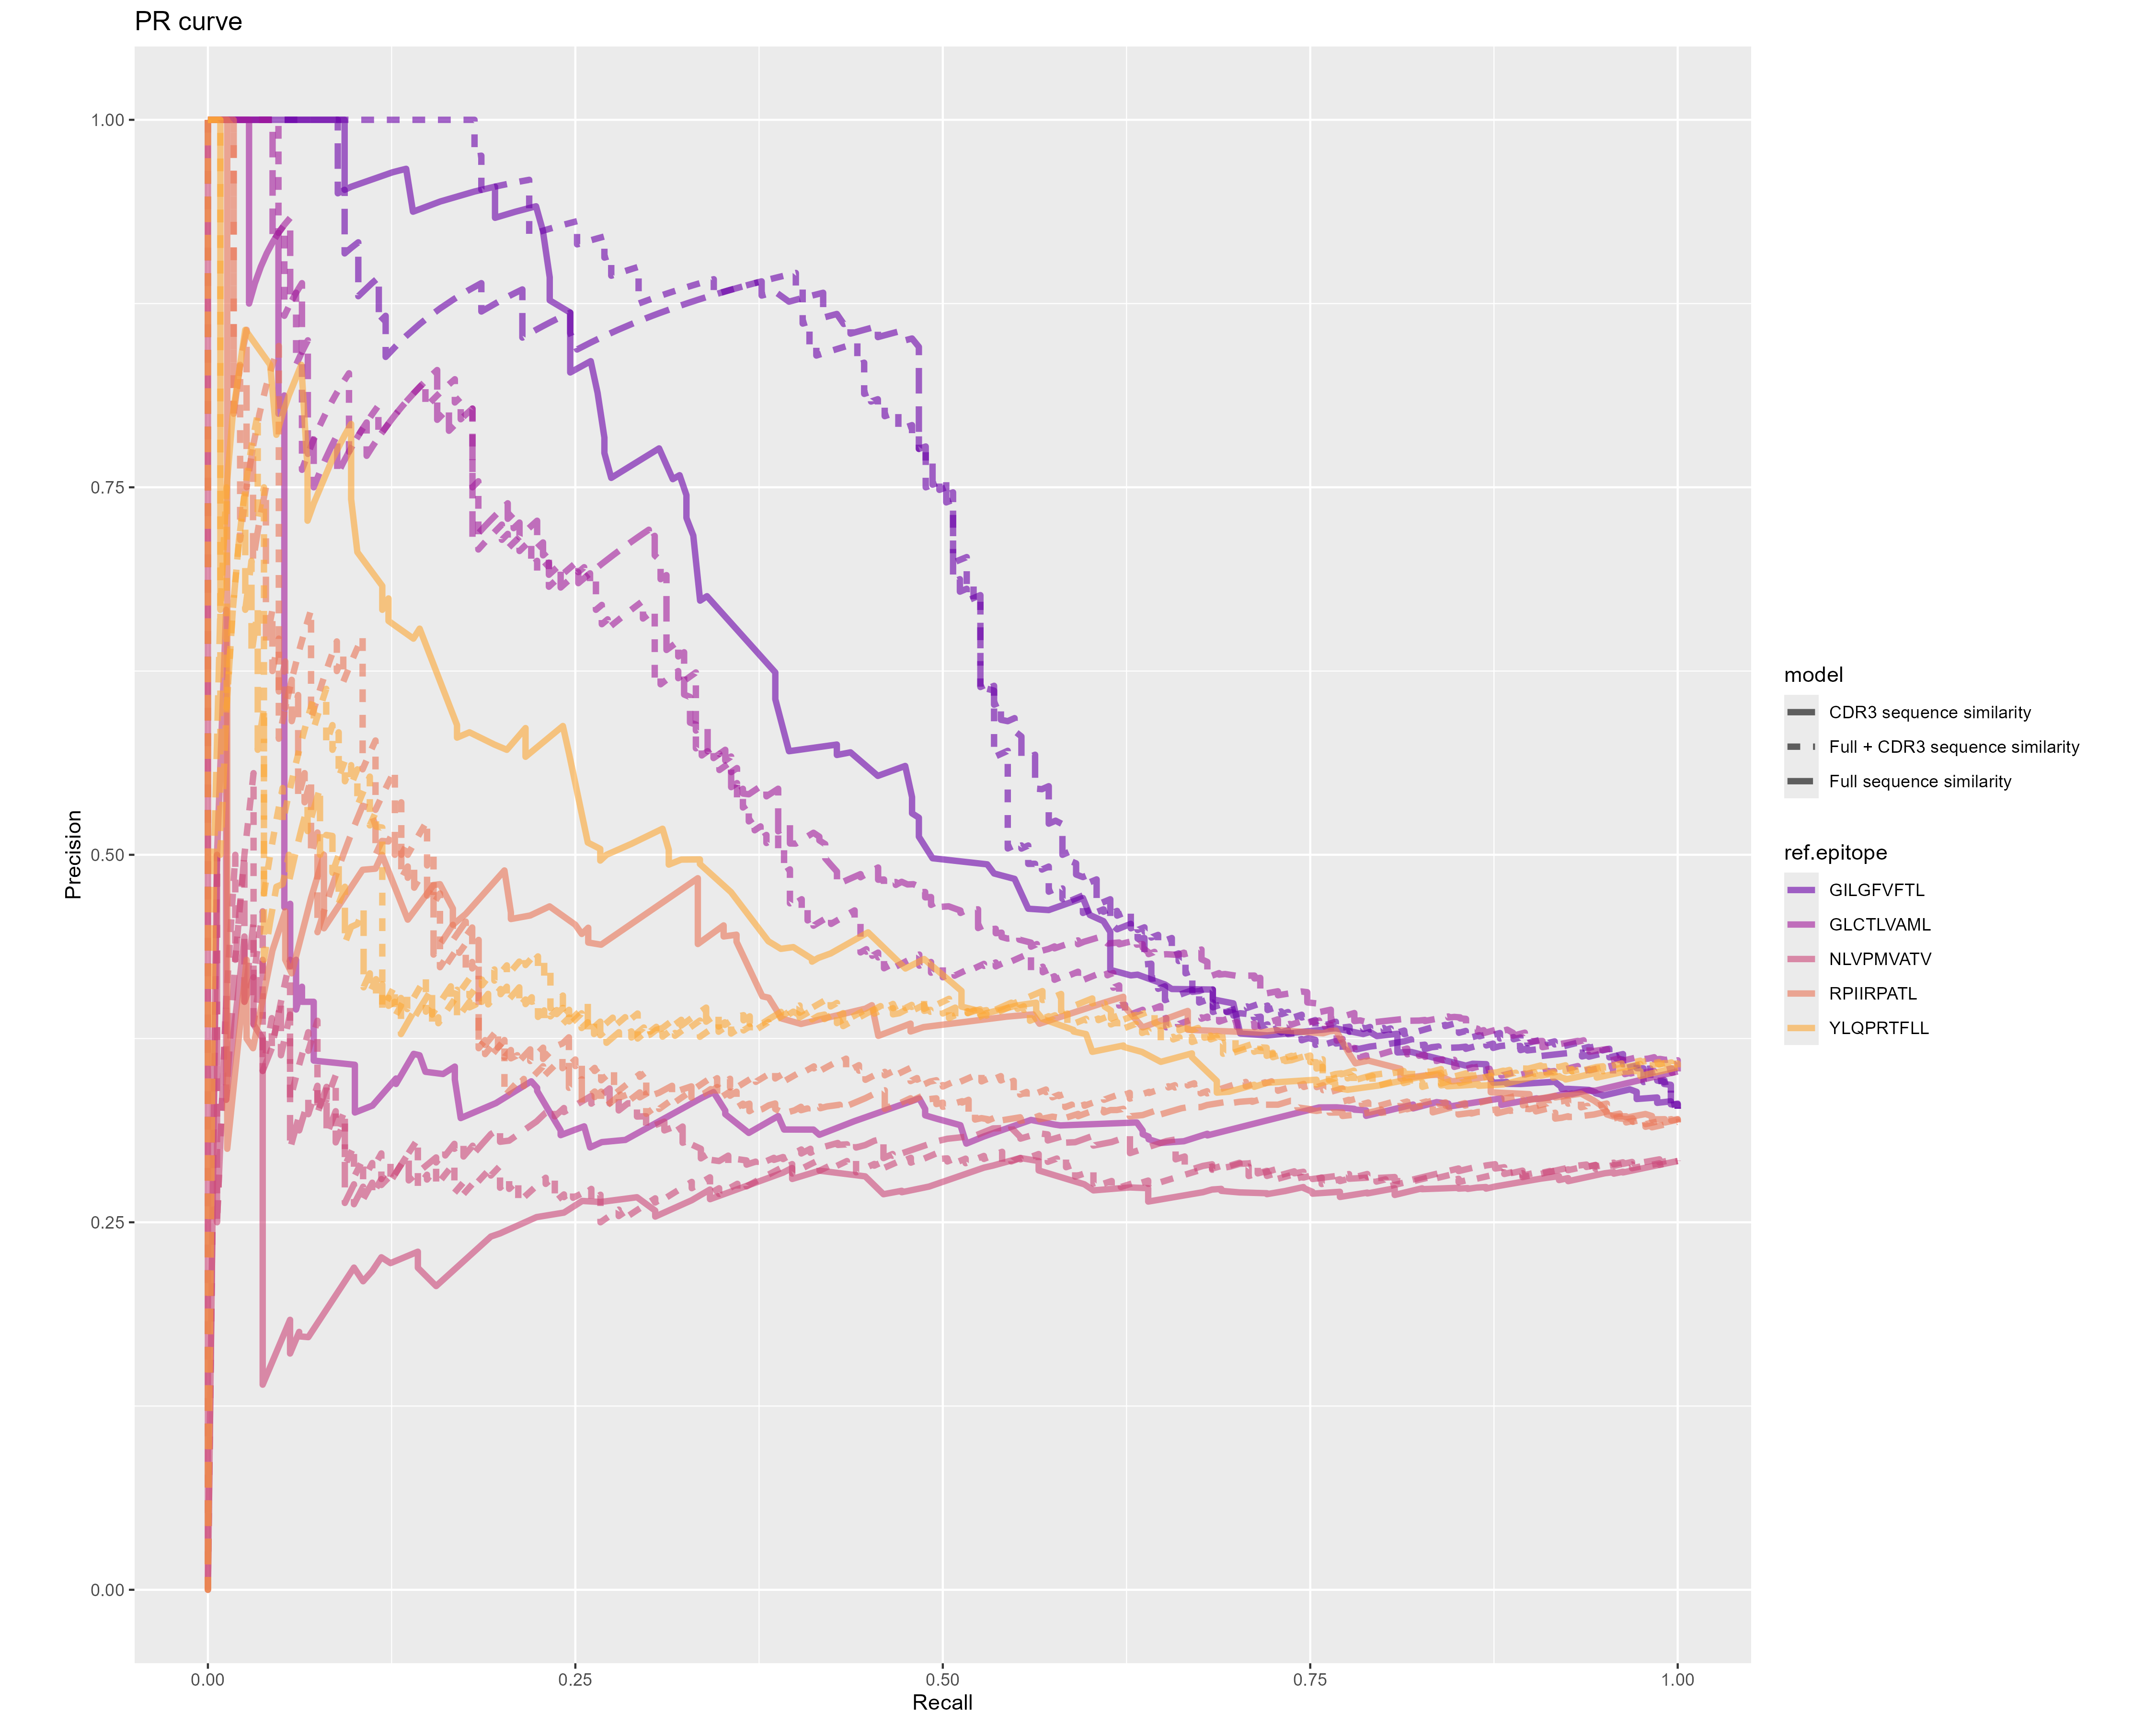 PR curve
1.00
0.75
0.50
0.25
0.00
Precision
0.00
0.25
0.50
0.75
1.00
Recall
model
CDR3 sequence similarity
Full + CDR3 sequence similarity
Full sequence similarity
ref.epitope
GILGFVFTL
GLCTLVAML
NLVPMVATV
RPIIRPATL
YLQPRTFLL